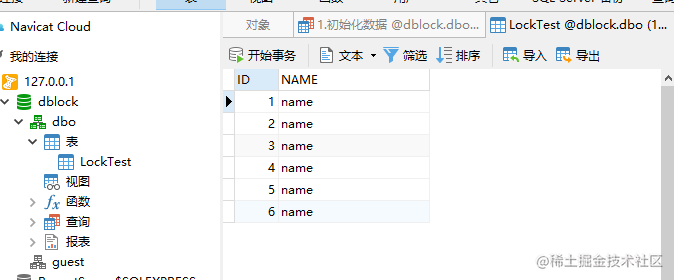 Navicat Cloud
我的连接
127.0.0.1
dblock
dbo
表
LockTest
视图
函数
查询
报表
guest
对象
1.初始化数据 @dblock.dbo...
LockTest @dblock.dbo (1...
开始事务 文本 筛选 排序 导入 导出
ID NAME
1 name
2 name
3 name
4 name
5 name
6 name
@稀土掘金技术社区